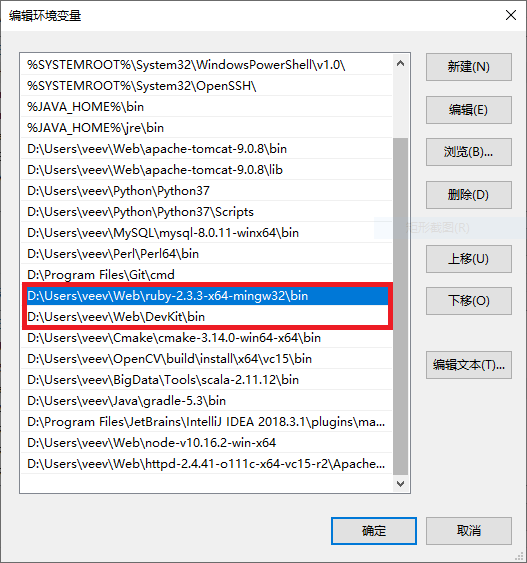 编辑环境变量
%SYSTEMROOT%\System32\WindowsPowerShell\v1.0\
%SYSTEMROOT%\System32\OpenSSH\
%JAVA_HOME%\bin
%JAVA_HOME%\jre\bin
D:\Users\veev\Web\apache-tomcat-9.0.8\bin
D:\Users\veev\Web\apache-tomcat-9.0.8\lib
D:\Users\veev\Python\Python37
D:\Users\veev\Python\Python37\Scripts
D:\Users\veev\MySQL\mysql-8.0.11-winx64\bin
D:\Users\veev\Perl\Perl64\bin
D:\Program Files\Git\cmd
D:\Users\veev\Web\ruby-2.3.3-x64-mingw32\bin
D:\Users\veev\Web\DevKit\bin
D:\Users\veev\Cmake\cmake-3.14.0-win64-x64\bin
D:\Users\veev\OpenCV\build\install\x64\vc15\bin
D:\Users\veev\BigData\Tools\scala-2.11.12\bin
D:\Users\veev\Java\gradle-5.3\bin
D:\Program Files\JetBrains\IntelliJ IDEA 2018.3.1\plugins\ma...
D:\Users\veev\Web\node-v10.16.2-win-x64
D:\Users\veev\Web\httpd-2.4.41-o111c-x64-vc15-r2\Apache...
新建(N)
编辑(E)
浏览(B)...
删除(D)
矩形截图(R)
上移(U)
下移(O)
编辑文本(T)...
确定
取消